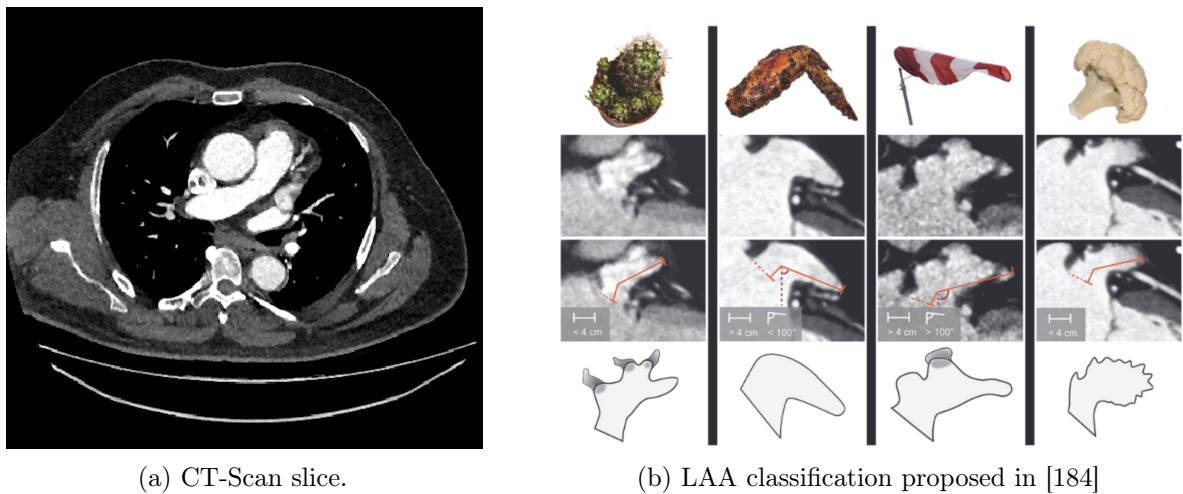 < 4 cm
> 4 cm < 100°
> 4 cm > 100°
< 4 cm
(a) CT-Scan slice.
(b) LAA classification proposed in [184]